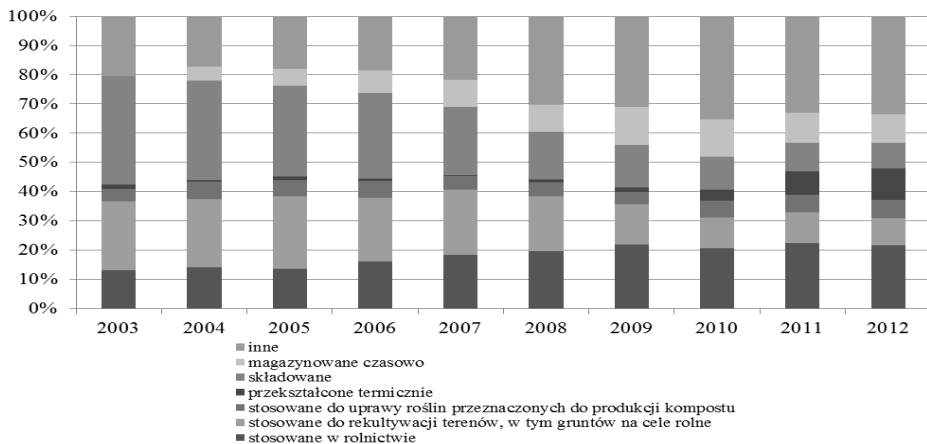 100%
90%
80%
70%
60%
50%
40%
30%
20%
10%
0%
2003 2004 2005 2006 2007 2008 2009 2010 2011 2012
inne
magazynowane czasowo
składowane
przekształcone termicznie
stosowane do uprawy roślin przeznaczonych do produkcji kompostu
stosowane do rekultywacji terenów, w tym gruntów na cele rolne
stosowane w rolnictwie